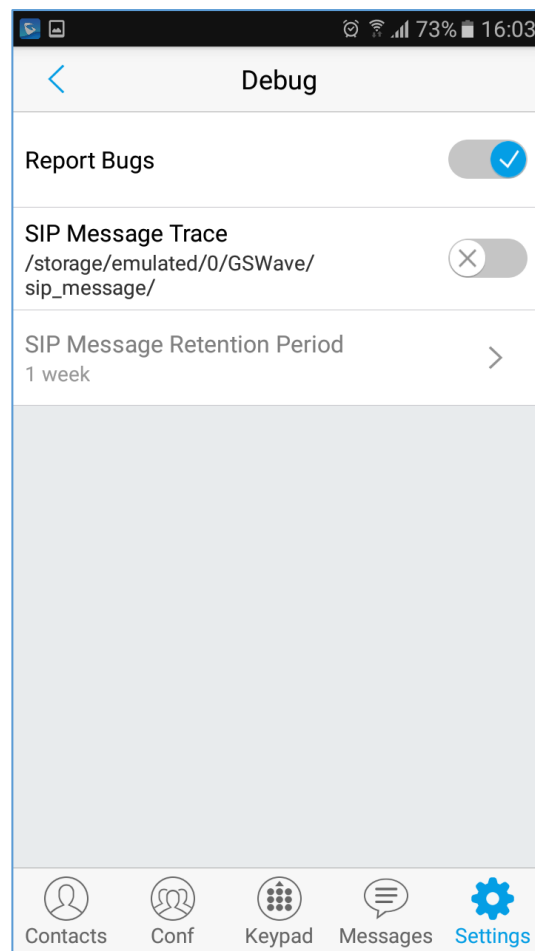 73% 16:03
Debug
Report Bugs
SIP Message Trace
/storage/emulated/0/GSWave/
sip_message/
SIP Message Retention Period
1 week
Contacts Conf Keypad Messages Settings